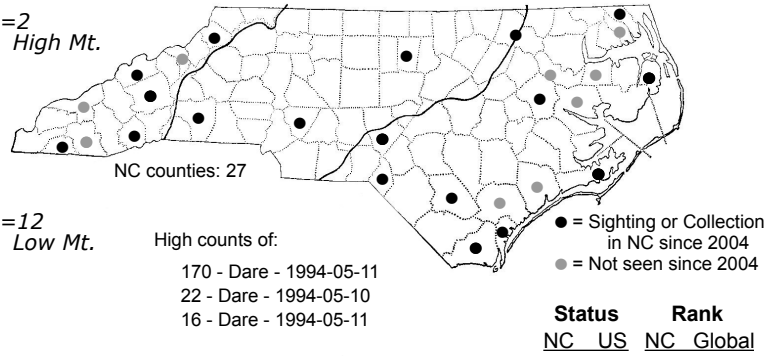 =2
High Mt.
NC counties: 27
=12
Low Mt.
High counts of:
170 - Dare - 1994-05-11
22 - Dare - 1994-05-10
16 - Dare - 1994-05-11
= Sighting or Collection
in NC since 2004
= Not seen since 2004
Status Rank
NC US NC Global